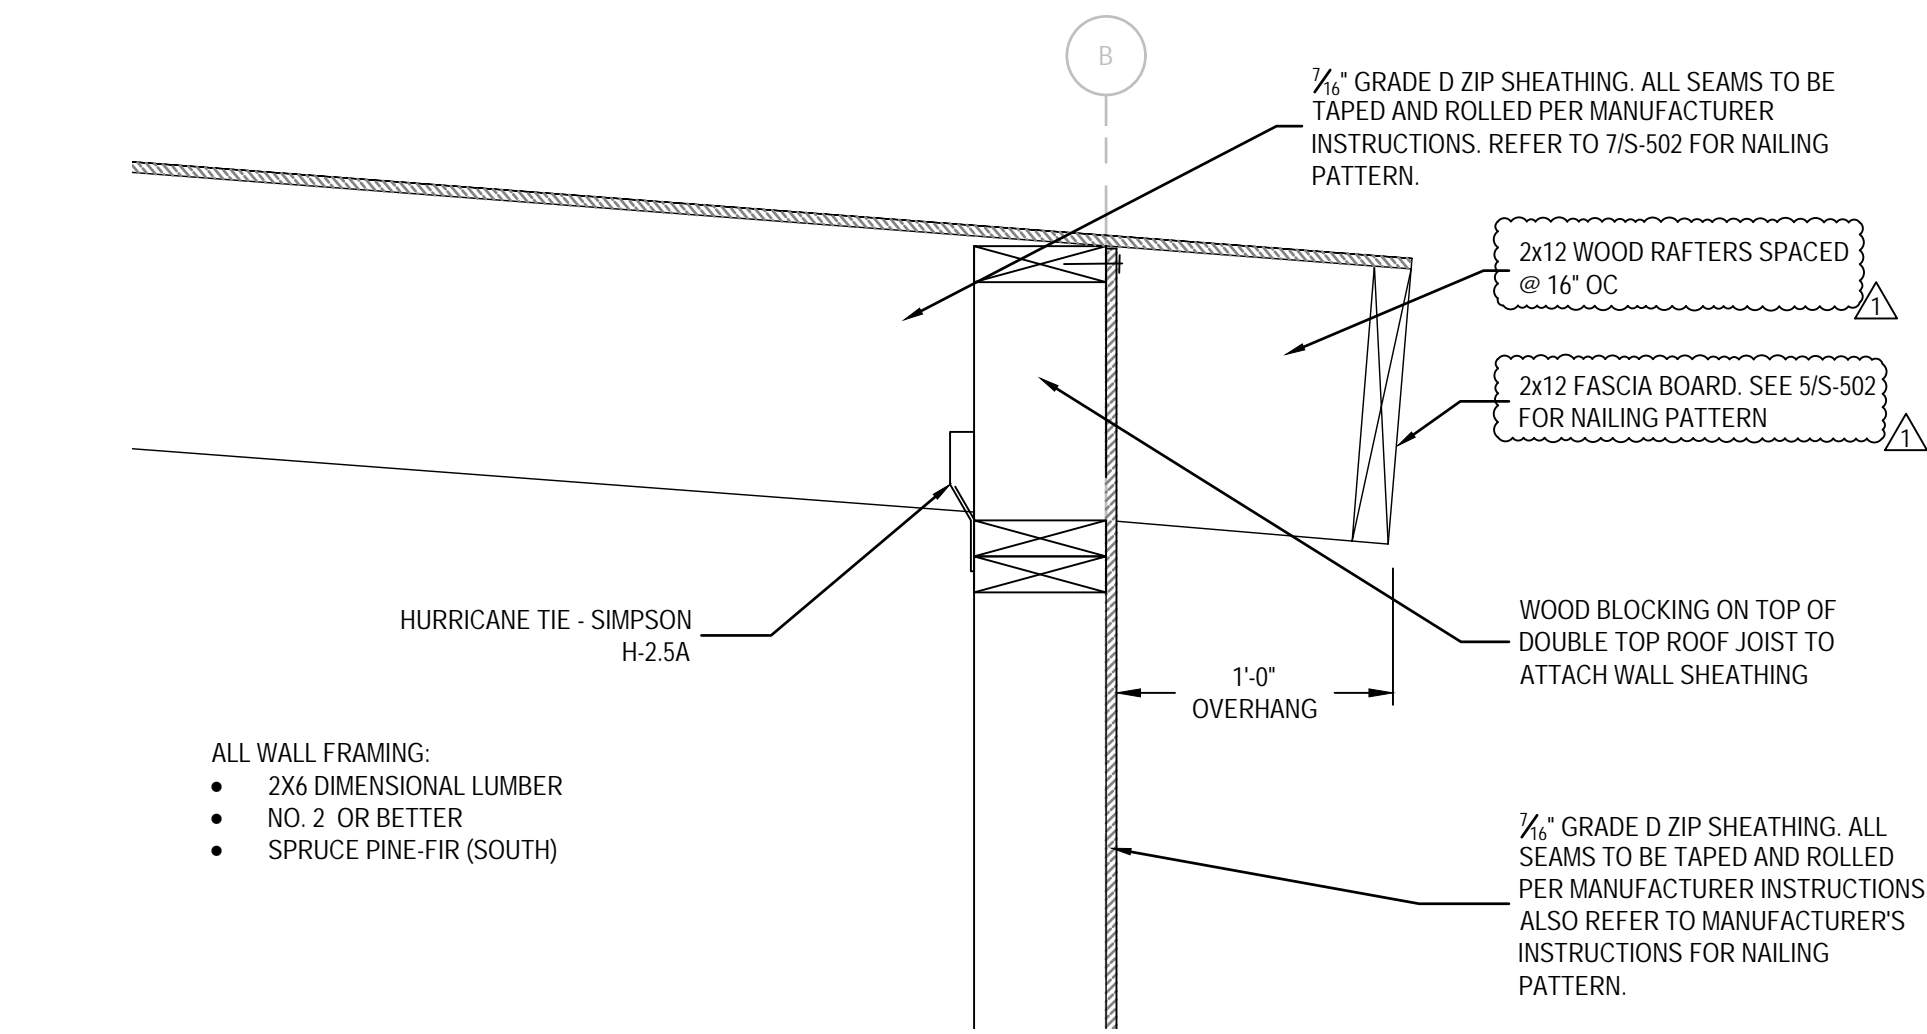 B
7⁄16" GRADE D ZIP SHEATHING. ALL SEAMS TO BE
TAPED AND ROLLED PER MANUFACTURER
INSTRUCTIONS. REFER TO 7/S-502 FOR NAILING
PATTERN.
2x12 WOOD RAFTERS SPACED
@ 16" OC
1
2x12 FASCIA BOARD. SEE 5/S-502
FOR NAILING PATTERN
1
HURRICANE TIE - SIMPSON
H-2.5A
WOOD BLOCKING ON TOP OF
DOUBLE TOP ROOF JOIST TO
ATTACH WALL SHEATHING
1'-0"
OVERHANG
ALL WALL FRAMING:
• 2X6 DIMENSIONAL LUMBER
• NO. 2 OR BETTER
• SPRUCE PINE-FIR (SOUTH)
7⁄16" GRADE D ZIP SHEATHING. ALL
SEAMS TO BE TAPED AND ROLLED
PER MANUFACTURER INSTRUCTIONS
ALSO REFER TO MANUFACTURER'S
INSTRUCTIONS FOR NAILING
PATTERN.